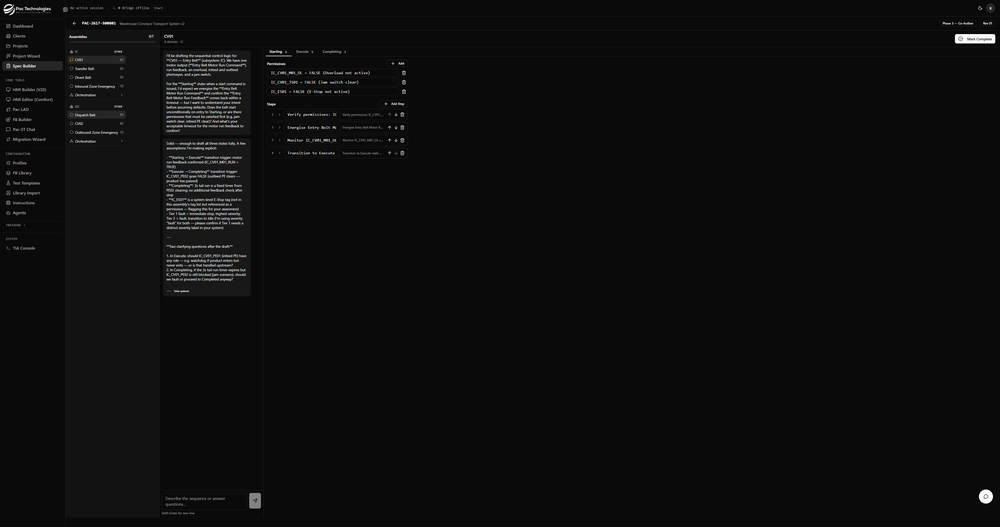 Pac Technologies
PROCESS AUTOMATION CONTROL
No active session
Bridge offline
Start
K
Dashboard
Clients
Projects
Project Wizard
Spec Builder
CODE TOOLS
HMI Builder (V20)
HMI Editor (Comfort)
Pac-LAD
FB Builder
Pac-ST Chat
Migration Wizard
CONFIGURATION
Profiles
FB Library
Test Templates
Library Import
Instructions
Agents
TRAINING
SYSTEM
TIA Console
PAC-2617-500801 Warehouse Conveyor Transport System v2
Phase 3 — Co-Author
Rev 01
Assemblies 0/7
IC OTHER
CV01 4D
Transfer Belt 3D
Divert Belt 3D
Inbound Zone Emergency 1D
Orchestration
OC OTHER
Dispatch Belt 3D
CV02 4D
Outbound Zone Emergency 1D
Orchestration
CV01
4 devices · IC
Mark Complete
I'll be drafting the sequential control logic for
**CV01 — Entry Belt** (subsystem: IC). We have one
motor output (**Entry Belt Motor Run Command**),
run feedback, an overload, infeed and outfeed
photoeyes, and a jam switch.
For the **Starting** state: when a start command is
issued, I'd expect we energise the **Entry Belt
Motor Run Command** and confirm the **Entry
Belt Motor Run Feedback** comes back within a
timeout — but I want to understand your intent
before assuming defaults. Does the belt start
unconditionally on entry to Starting, or are there
permissives that must be satisfied first (e.g. jam
switch clear, infeed PE clear)? And what's your
acceptable timeout for the motor run feedback to
confirm?
Solid — enough to draft all three states fully. A few
assumptions I'm making explicit:
- **Starting → Execute** transition trigger: motor
run feedback confirmed (IC_CV01_M01_RUN =
TRUE)
- **Execute → Completing** transition trigger:
IC_CV01_PE02 goes FALSE (outfeed PE clears —
product has passed)
- **Completing**: 3s tail run is a fixed timer from
PE02 clearing; no additional feedback check after
stop
- **IC_ES01** is a system-level E-Stop tag (not in
this assembly's tag list but referenced as a
permissive — flagging this for your awareness)
- Tier 1 fault = immediate stop, highest severity;
Tier 2 = fault, transition to Idle (I'm using severity
"fault" for both — please confirm if Tier 1 needs a
distinct severity label in your system)
---
**Two clarifying questions after the draft:**
1. In Execute, should IC_CV01_PE01 (infeed PE) have
any role — e.g. watchdog if product enters but
never exits — or is that handled upstream?
2. In Completing, if the 3s tail-run timer expires but
IC_CV01_PE02 is still blocked (jam scenario), should
we fault or proceed to Completed anyway?
--- Table updated
Describe the sequence or answer
questions...
Shift+Enter for new line
Starting 4 Execute 5 Completing 5
Permissives
Add
IC_CV01_M01_OL = FALSE (Overload not active)
IC_CV01_JS01 = FALSE (Jam switch clear)
IC_ES01 = FALSE (E-Stop not active)
Steps
Add Step
1 Verify permissives: IC Verify permissives: IC_CV01_...
2 Energise Entry Belt Mc Energise Entry Belt Motor R...
3 Monitor IC_CV01_M01_OL Monitor IC_CV01_M01_OL c...
4 Transition to Execute Transition to Execute state ...